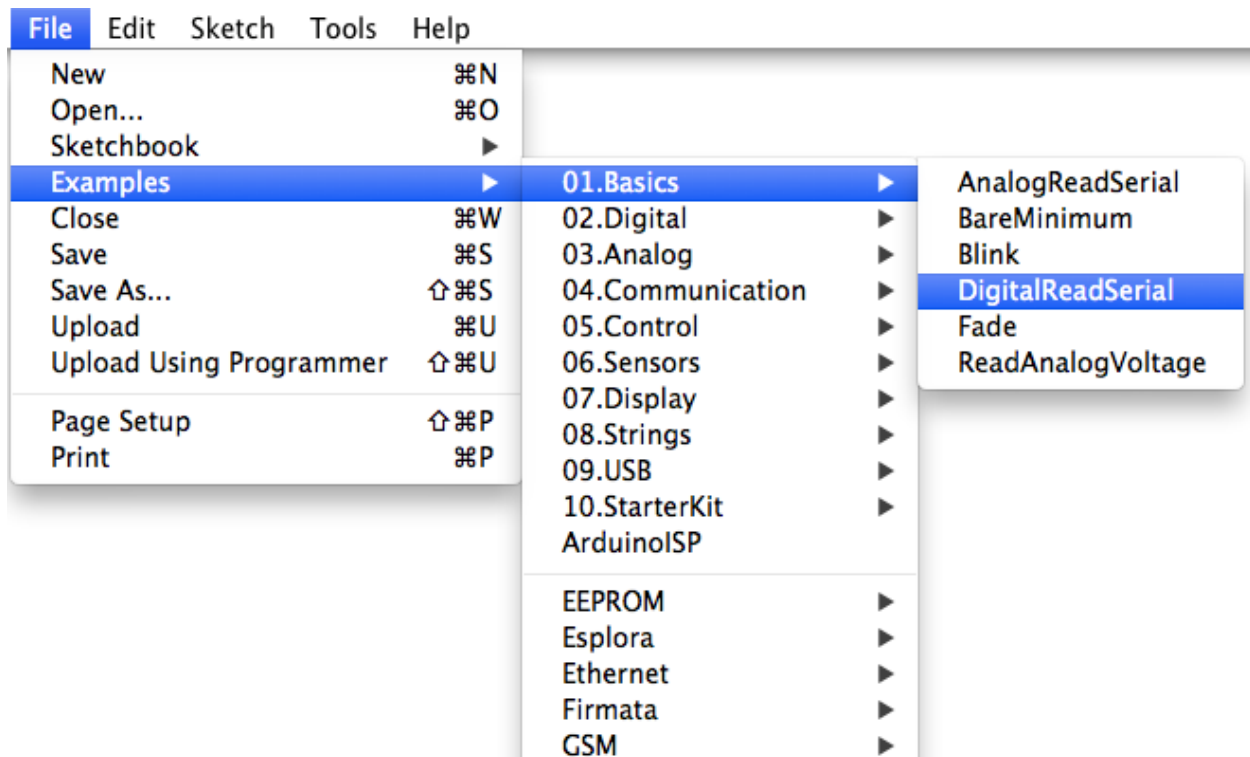 File Edit Sketch Tools Help
New ⌘N
Open... ⌘O
Sketchbook ▶
Examples ▶
Close ⌘W
Save ⌘S
Save As... ⇧⌘S
Upload ⌘U
Upload Using Programmer ⇧⌘U
Page Setup ⇧⌘P
Print ⌘P
01.Basics ▶
02.Digital ▶
03.Analog ▶
04.Communication ▶
05.Control ▶
06.Sensors ▶
07.Display ▶
08.Strings ▶
09.USB ▶
10.StarterKit ▶
ArduinoISP
EEPROM ▶
Esplora ▶
Ethernet ▶
Firmata ▶
GSM ▶
AnalogReadSerial
BareMinimum
Blink
DigitalReadSerial
Fade
ReadAnalogVoltage